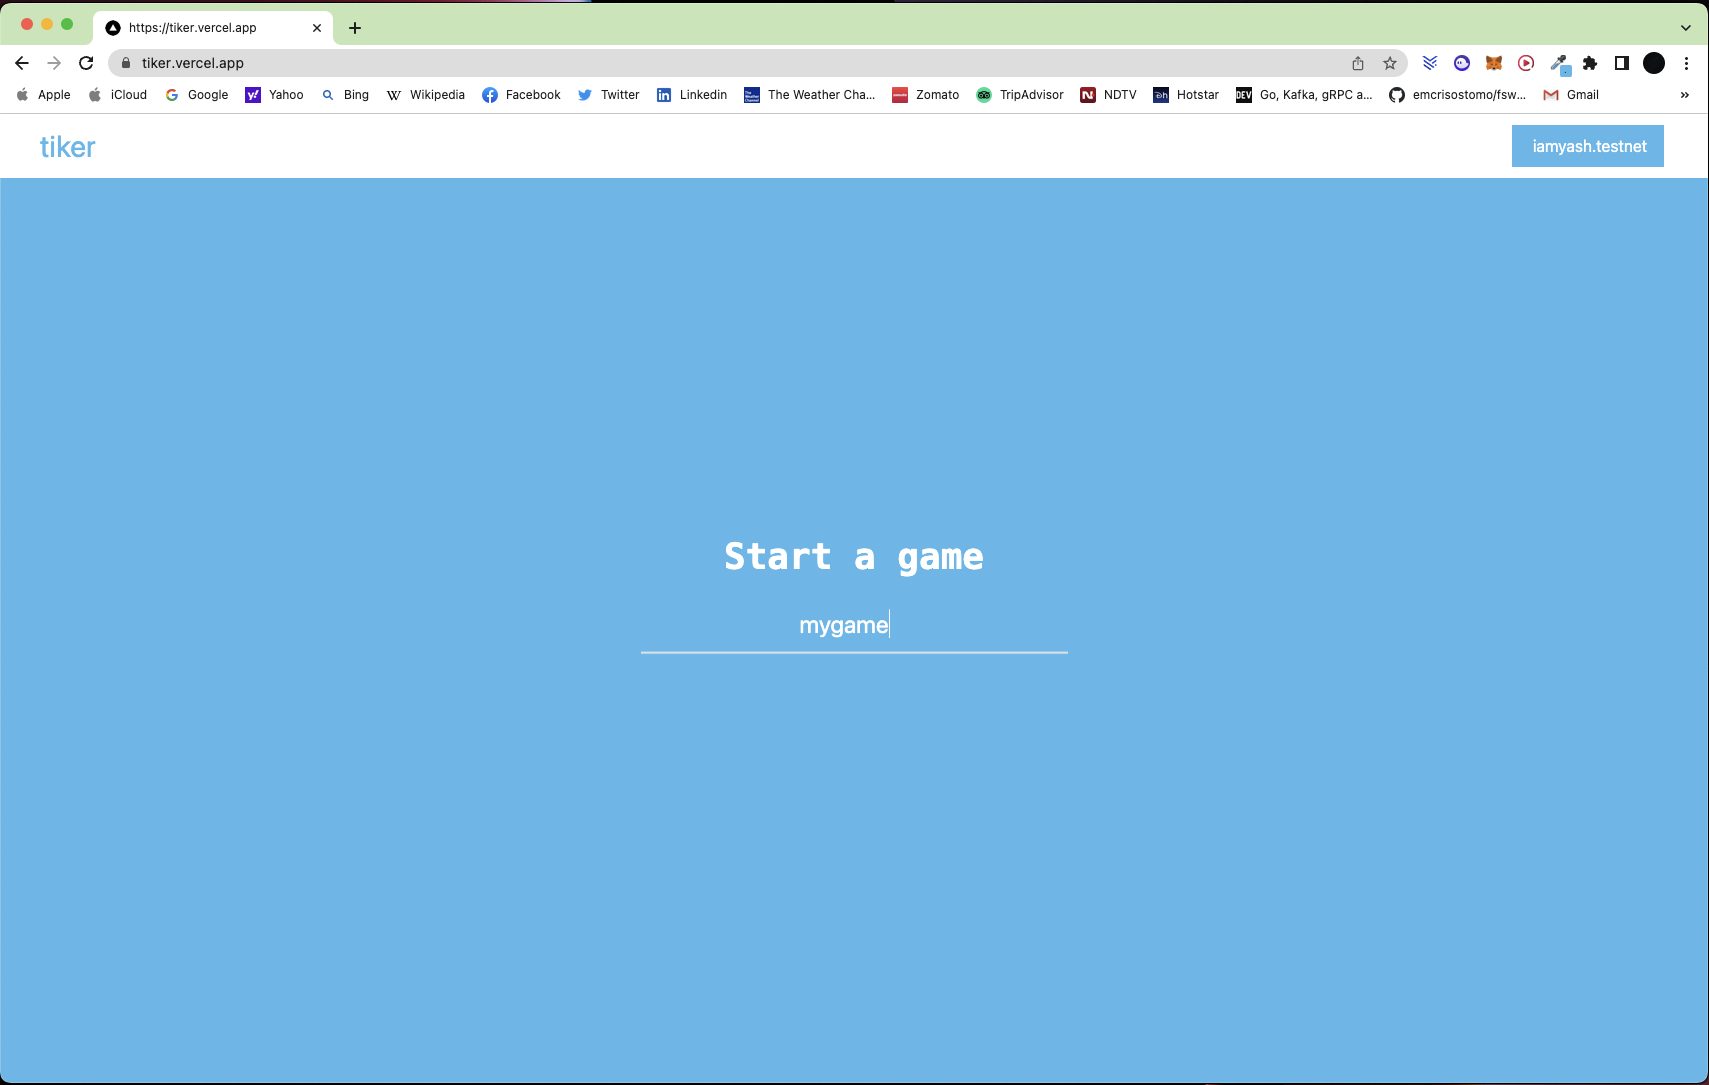 https://tiker.vercel.app
tiker.vercel.app
Apple iCloud Google Yahoo Bing Wikipedia Facebook Twitter Linkedin The Weather Cha... Zomato TripAdvisor NDTV Hotstar Go, Kafka, gRPC a... emcrisostomo/fsw... Gmail »
tiker iamyash.testnet
Start a game
mygame